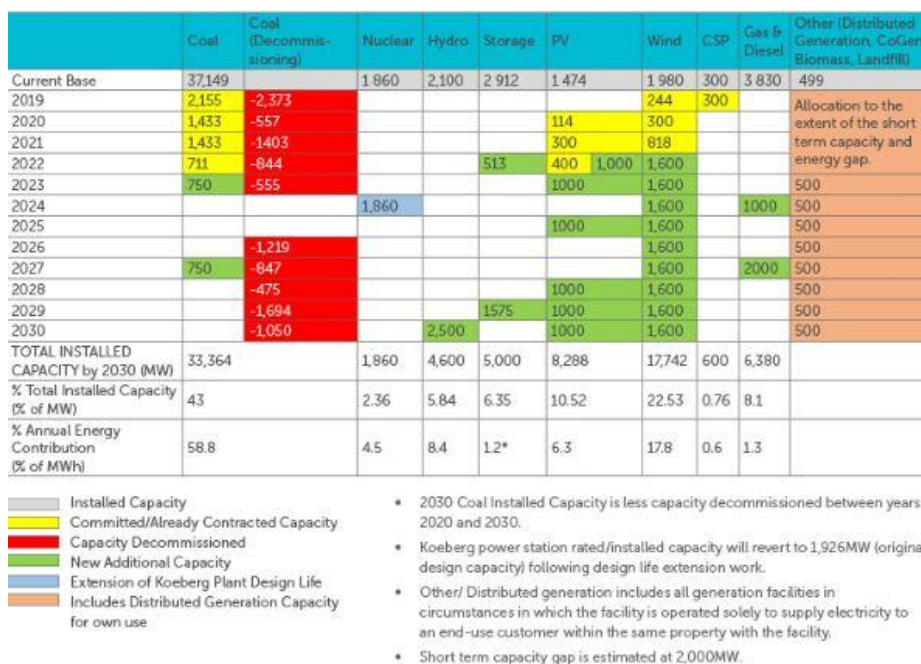 Coal Coal (Decommis-sioning) Nuclear Hydro Storage PV Wind CSP Gas & Diesel Other (Distributed Generation, CoGen Biomass, Landfill)
Current Base 37,149 1 860 2,100 2 912 1 474 1 980 300 3 830 499
2019 2,155 -2,373 244 300 Allocation to the
2020 1,433 -557 114 300 extent of the short
2021 1,433 -1403 300 818 term capacity and
2022 711 -844 513 400 1,000 1,600 energy gap.
2023 750 -555 1000 1,600 500
2024 1,860 1,600 1000 500
2025 1000 1,600 500
2026 -1,219 1,600 500
2027 750 -847 1,600 2000 500
2028 -475 1000 1,600 500
2029 -1,694 1575 1000 1,600 500
2030 -1,050 2,500 1000 1,600 500
TOTAL INSTALLED CAPACITY by 2030 (MW) 33,364 1,860 4,600 5,000 8,288 17,742 600 6,380
% Total Installed Capacity (% of MW) 43 2.36 5.84 6.35 10.52 22.53 0.76 8.1
% Annual Energy Contribution (% of MWh) 58.8 4.5 8.4 1.2* 6.3 17.8 0.6 1.3
Installed Capacity
Committed/Already Contracted Capacity
Capacity Decommissioned
New Additional Capacity
Extension of Koeberg Plant Design Life
Includes Distributed Generation Capacity
for own use
• 2030 Coal Installed Capacity is less capacity decommissioned between years
2020 and 2030.
• Koeberg power station rated/installed capacity will revert to 1,926MW (origina
design capacity) following design life extension work.
• Other/ Distributed generation includes all generation facilities in
circumstances in which the facility is operated solely to supply electricity to
an end-use customer within the same property with the facility.
• Short term capacity gap is estimated at 2,000MW.